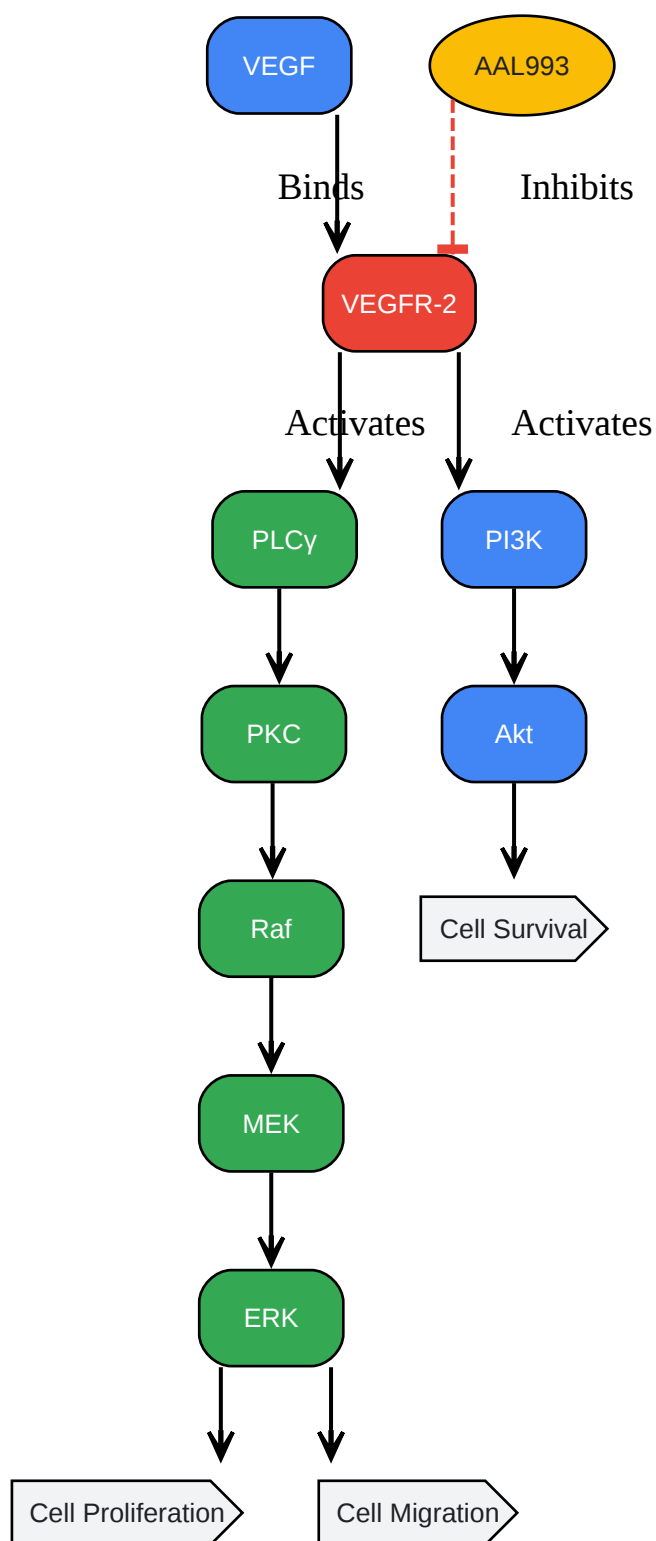 VEGF
AAL993
Binds
Inhibits
VEGFR-2
Activates
Activates
PLCγ
PI3K
PKC
Akt
Raf
Cell Survival
MEK
ERK
Cell Proliferation
Cell Migration